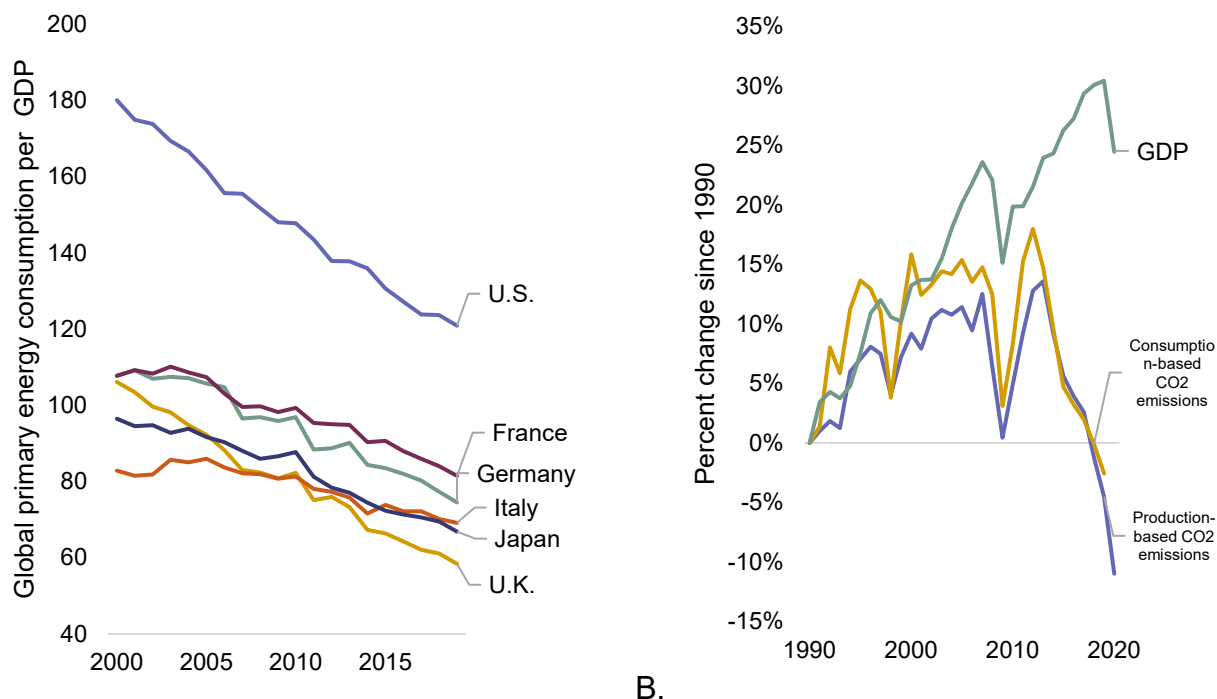 Global primary energy consumption per GDP
200
180
160
140
120
100
80
60
40
2000
2005
2010
2015
U.S.
France
Germany
Italy
Japan
U.K.
B.
Percent change since 1990
35%
30%
25%
20%
15%
10%
5%
0%
-5%
-10%
-15%
1990
2000
2010
2020
GDP
Consumptio
n-based
CO2
emissions
Production-
based CO2
emissions